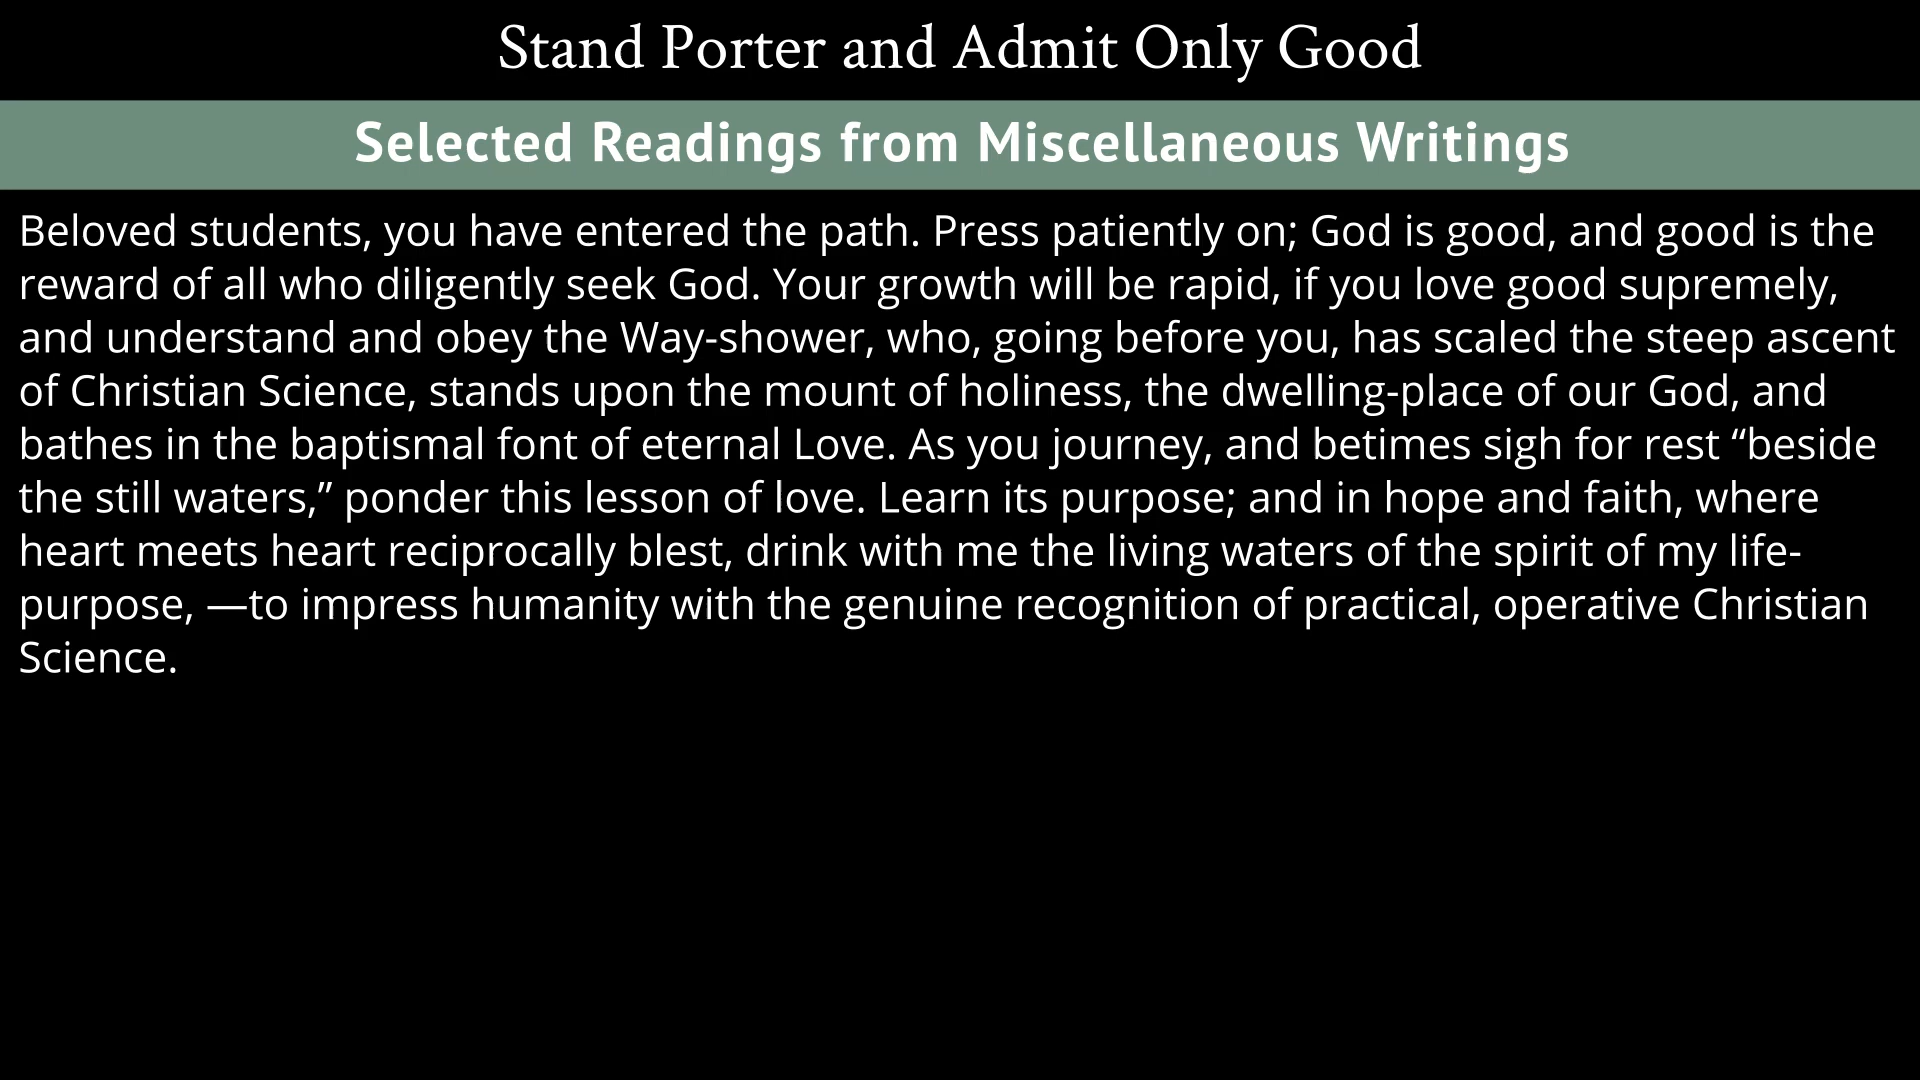 Stand Porter and Admit Only Good
Selected Readings from Miscellaneous Writings
Beloved students, you have entered the path. Press patiently on; God is good, and good is the
reward of all who diligently seek God. Your growth will be rapid, if you love good supremely,
and understand and obey the Way-shower, who, going before you, has scaled the steep ascent
of Christian Science, stands upon the mount of holiness, the dwelling-place of our God, and
bathes in the baptismal font of eternal Love. As you journey, and betimes sigh for rest “beside
the still waters,” ponder this lesson of love. Learn its purpose; and in hope and faith, where
heart meets heart reciprocally blest, drink with me the living waters of the spirit of my life-
purpose, —to impress humanity with the genuine recognition of practical, operative Christian
Science.